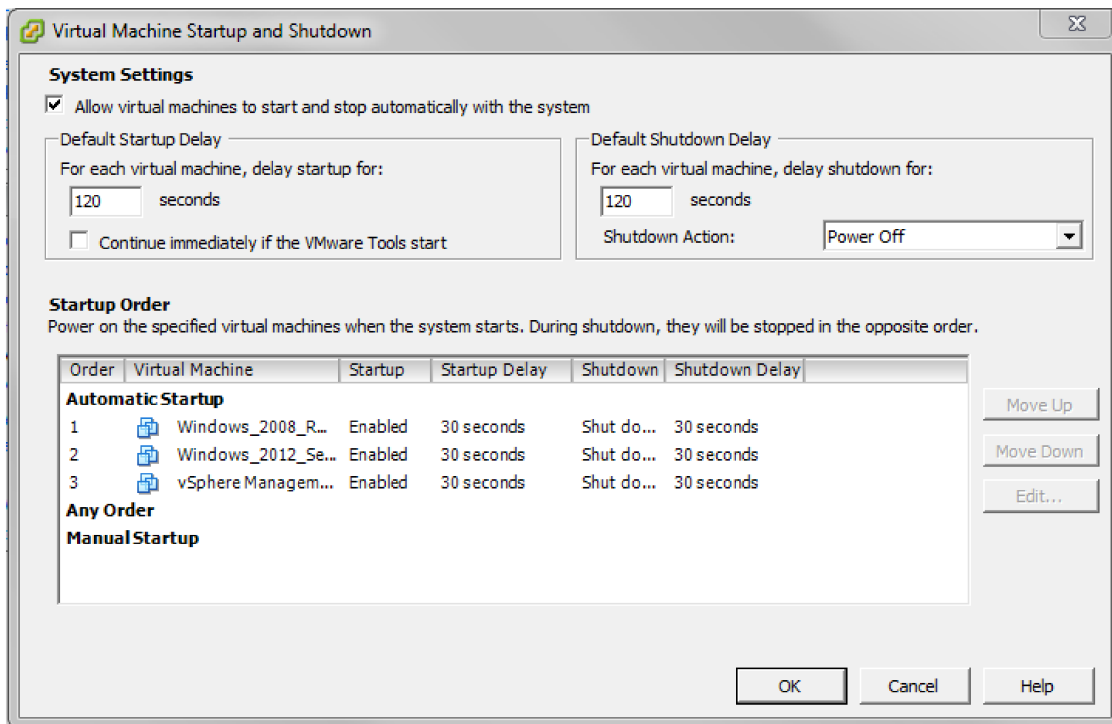 Virtual Machine Startup and Shutdown
System Settings
Allow virtual machines to start and stop automatically with the system
Default Startup Delay
For each virtual machine, delay startup for:
120 seconds
Continue immediately if the VMware Tools start
Default Shutdown Delay
For each virtual machine, delay shutdown for:
120 seconds
Shutdown Action: Power Off
Startup Order
Power on the specified virtual machines when the system starts. During shutdown, they will be stopped in the opposite order.
Order Virtual Machine Startup Startup Delay Shutdown Shutdown Delay
Automatic Startup
1 Windows_2008_R... Enabled 30 seconds Shut do... 30 seconds
2 Windows_2012_Se... Enabled 30 seconds Shut do... 30 seconds
3 vSphere Managem... Enabled 30 seconds Shut do... 30 seconds
Any Order
Manual Startup
Move Up
Move Down
Edit...
OK Cancel Help